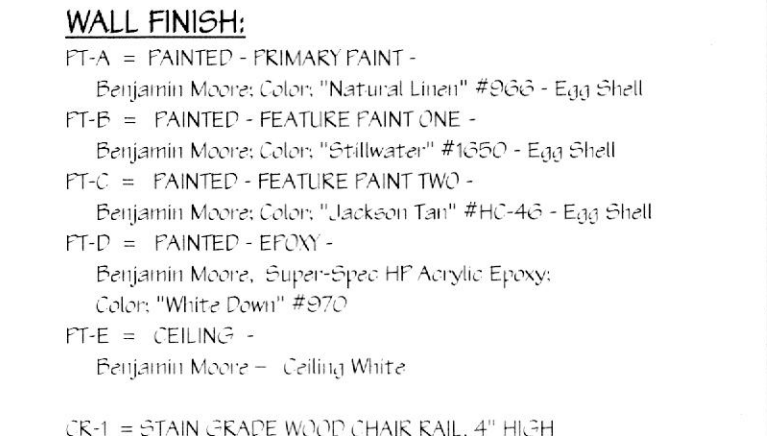 WALL FINISH:
PT-A = PAINTED - PRIMARY PAINT -
Benjamin Moore; Color; "Natural Linen" #966 - Egg Shell
PT-B = PAINTED - FEATURE PAINT ONE -
Benjamin Moore; Color; "Stillwater" #1650 - Egg Shell
PT-C = PAINTED - FEATURE PAINT TWO -
Benjamin Moore; Color; "Jackson Tan" #HC-46 - Egg Shell
PT-D = PAINTED - EPOXY -
Benjamin Moore, Super-Spec HP Acrylic Epoxy;
Color; "White Down" #970
PT-E = CEILING -
Benjamin Moore – Ceiling White
CR-1 = STAIN GRADE WOOD CHAIR RAIL, 4" HIGH